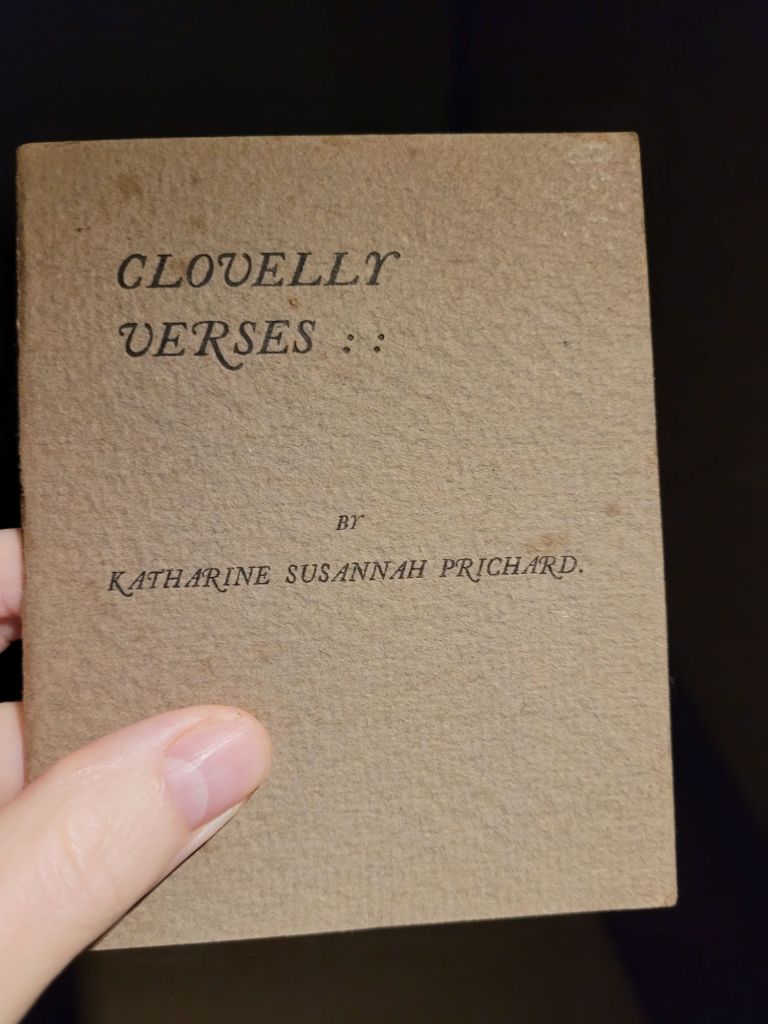 CLOVELLY
VERSES : :
BY
KATHARINE SUSANNAH PRICHARD.